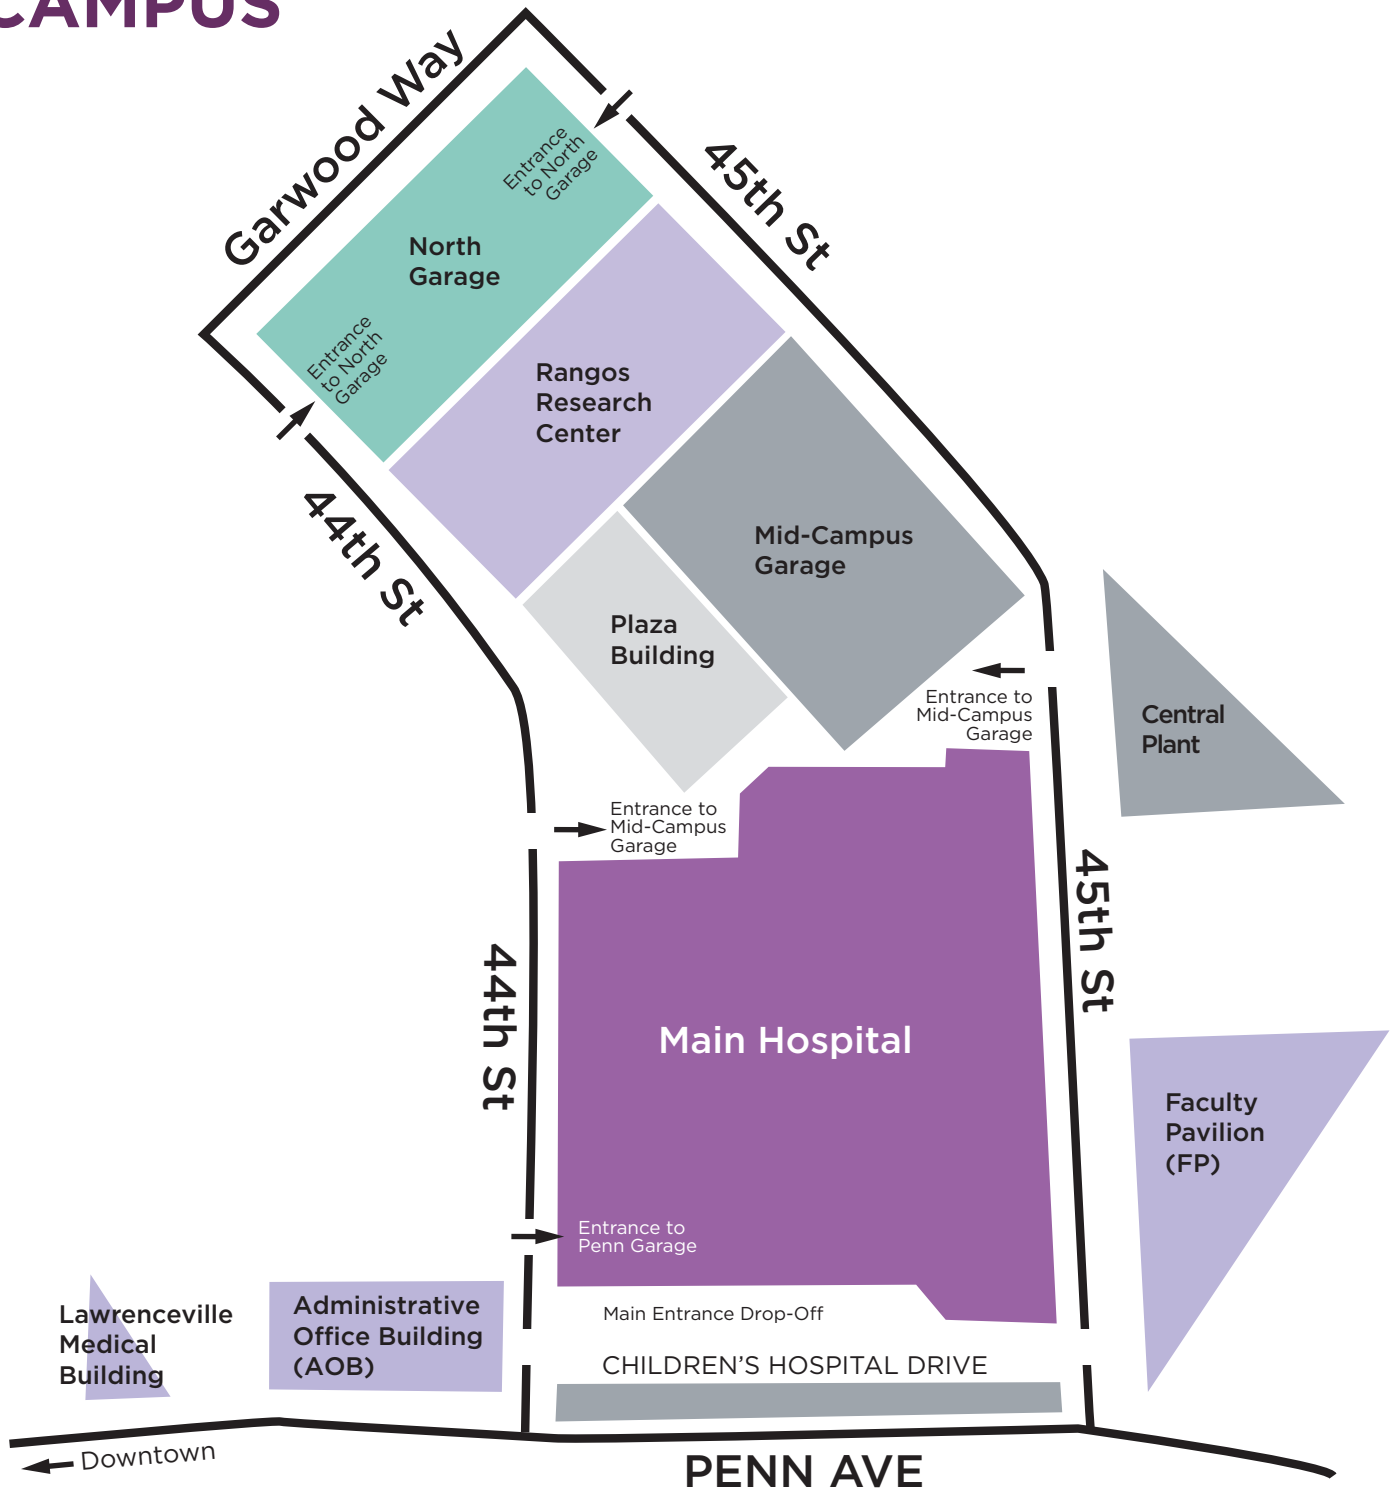 CAMPUS
Garwood Way
45th St
Entrance
to North
Garage
North
Garage
Entrance
to North
Garage
Rangos
Research
Center
44th St
Mid-Campus
Garage
Plaza
Building
Entrance to
Mid-Campus
Garage
Central
Plant
Entrance to
Mid-Campus
Garage
45th St
44th St
Main Hospital
Faculty
Pavilion
(FP)
Entrance to
Penn Garage
Lawrenceville
Medical
Building
Administrative
Office Building
(AOB)
Main Entrance Drop-Off
CHILDREN'S HOSPITAL DRIVE
Downtown
PENN AVE